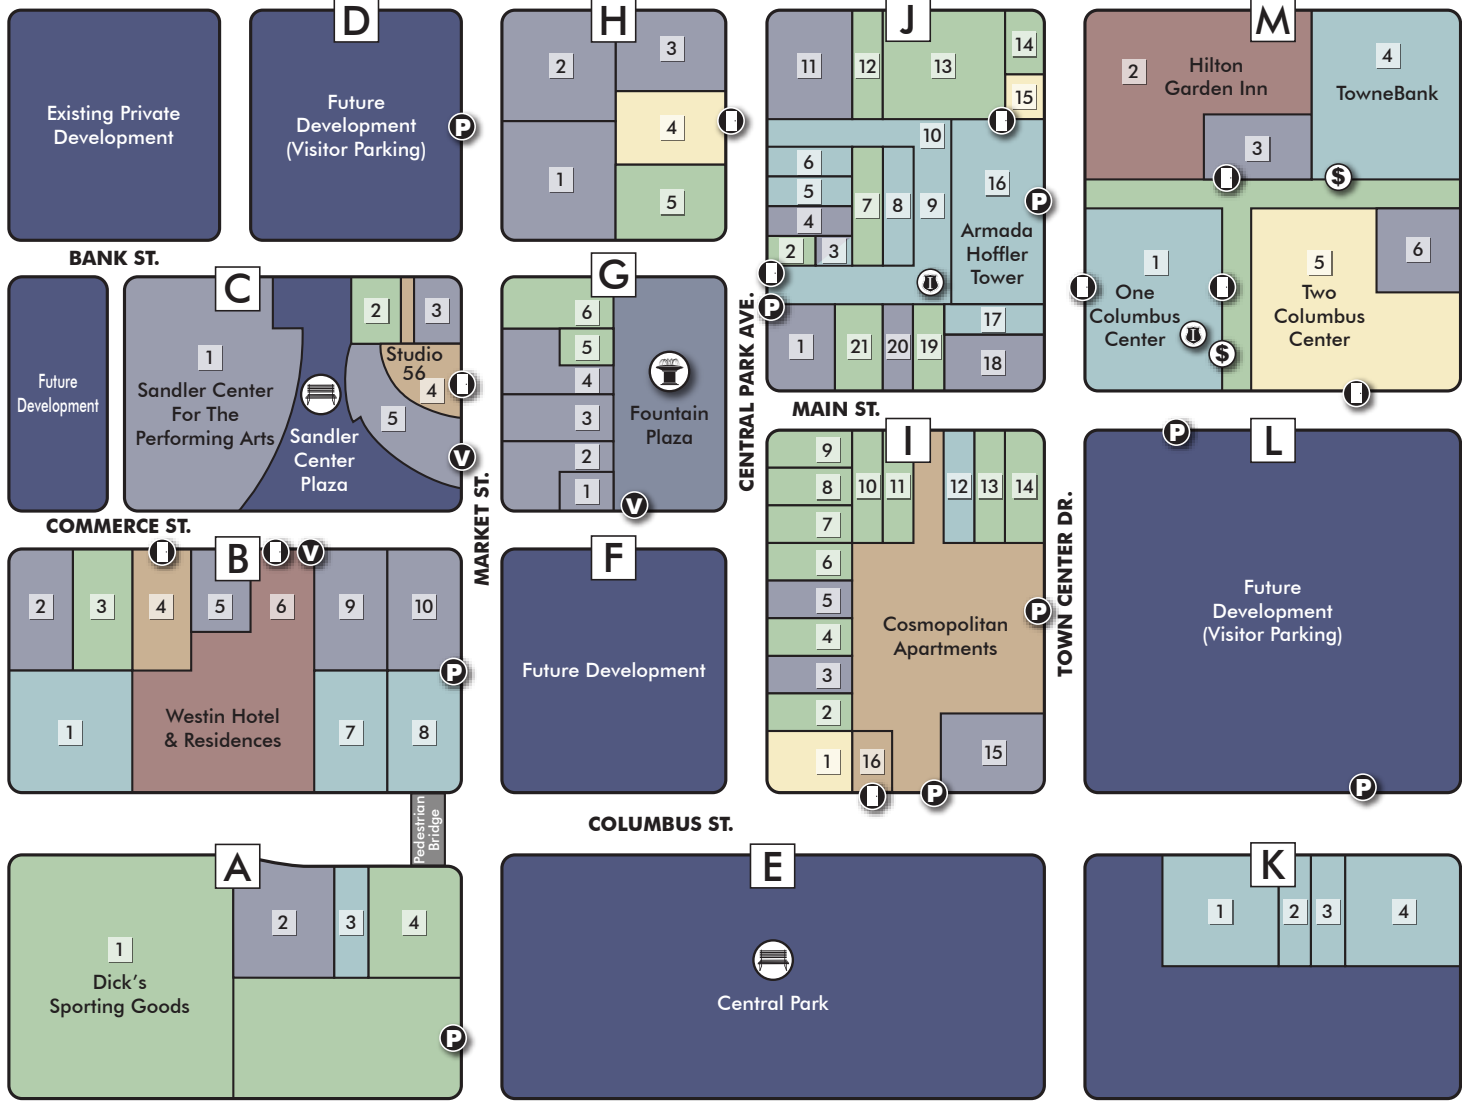 Existing Private
Development
D
Future
Development
(Visitor Parking)
P
H
2
3
4
1
5
J
11
12
13
14
15
10
6
5
4
2
3
7
8
9
16
Armada
Hoffler
Tower
P
P
1
21
20
19
17
18
M
2
Hilton
Garden Inn
3
4
TowneBank
$
1
One
Columbus
Center
$
5
Two
Columbus
Center
6
BANK ST.
Future
Development
C
1
Sandler Center
For The
Performing Arts
2
3
Studio
56
4
5
Sandler
Center
Plaza
V
G
6
5
4
3
2
1
Fountain
Plaza
V
CENTRAL PARK AVE.
MAIN ST.
MARKET ST.
COMMERCE ST.
B
V
2
3
4
5
6
9
10
P
1
Westin Hotel
& Residences
7
8
F
Future Development
I
9
8
7
6
5
4
3
2
1
10
11
12
13
14
Cosmopolitan
Apartments
P
16
15
P
TOWN CENTER DR.
L
P
Future
Development
(Visitor Parking)
P
Pedestrian
Bridge
COLUMBUS ST.
A
1
Dick's
Sporting Goods
2
3
4
P
E
Central Park
K
1
2
3
4